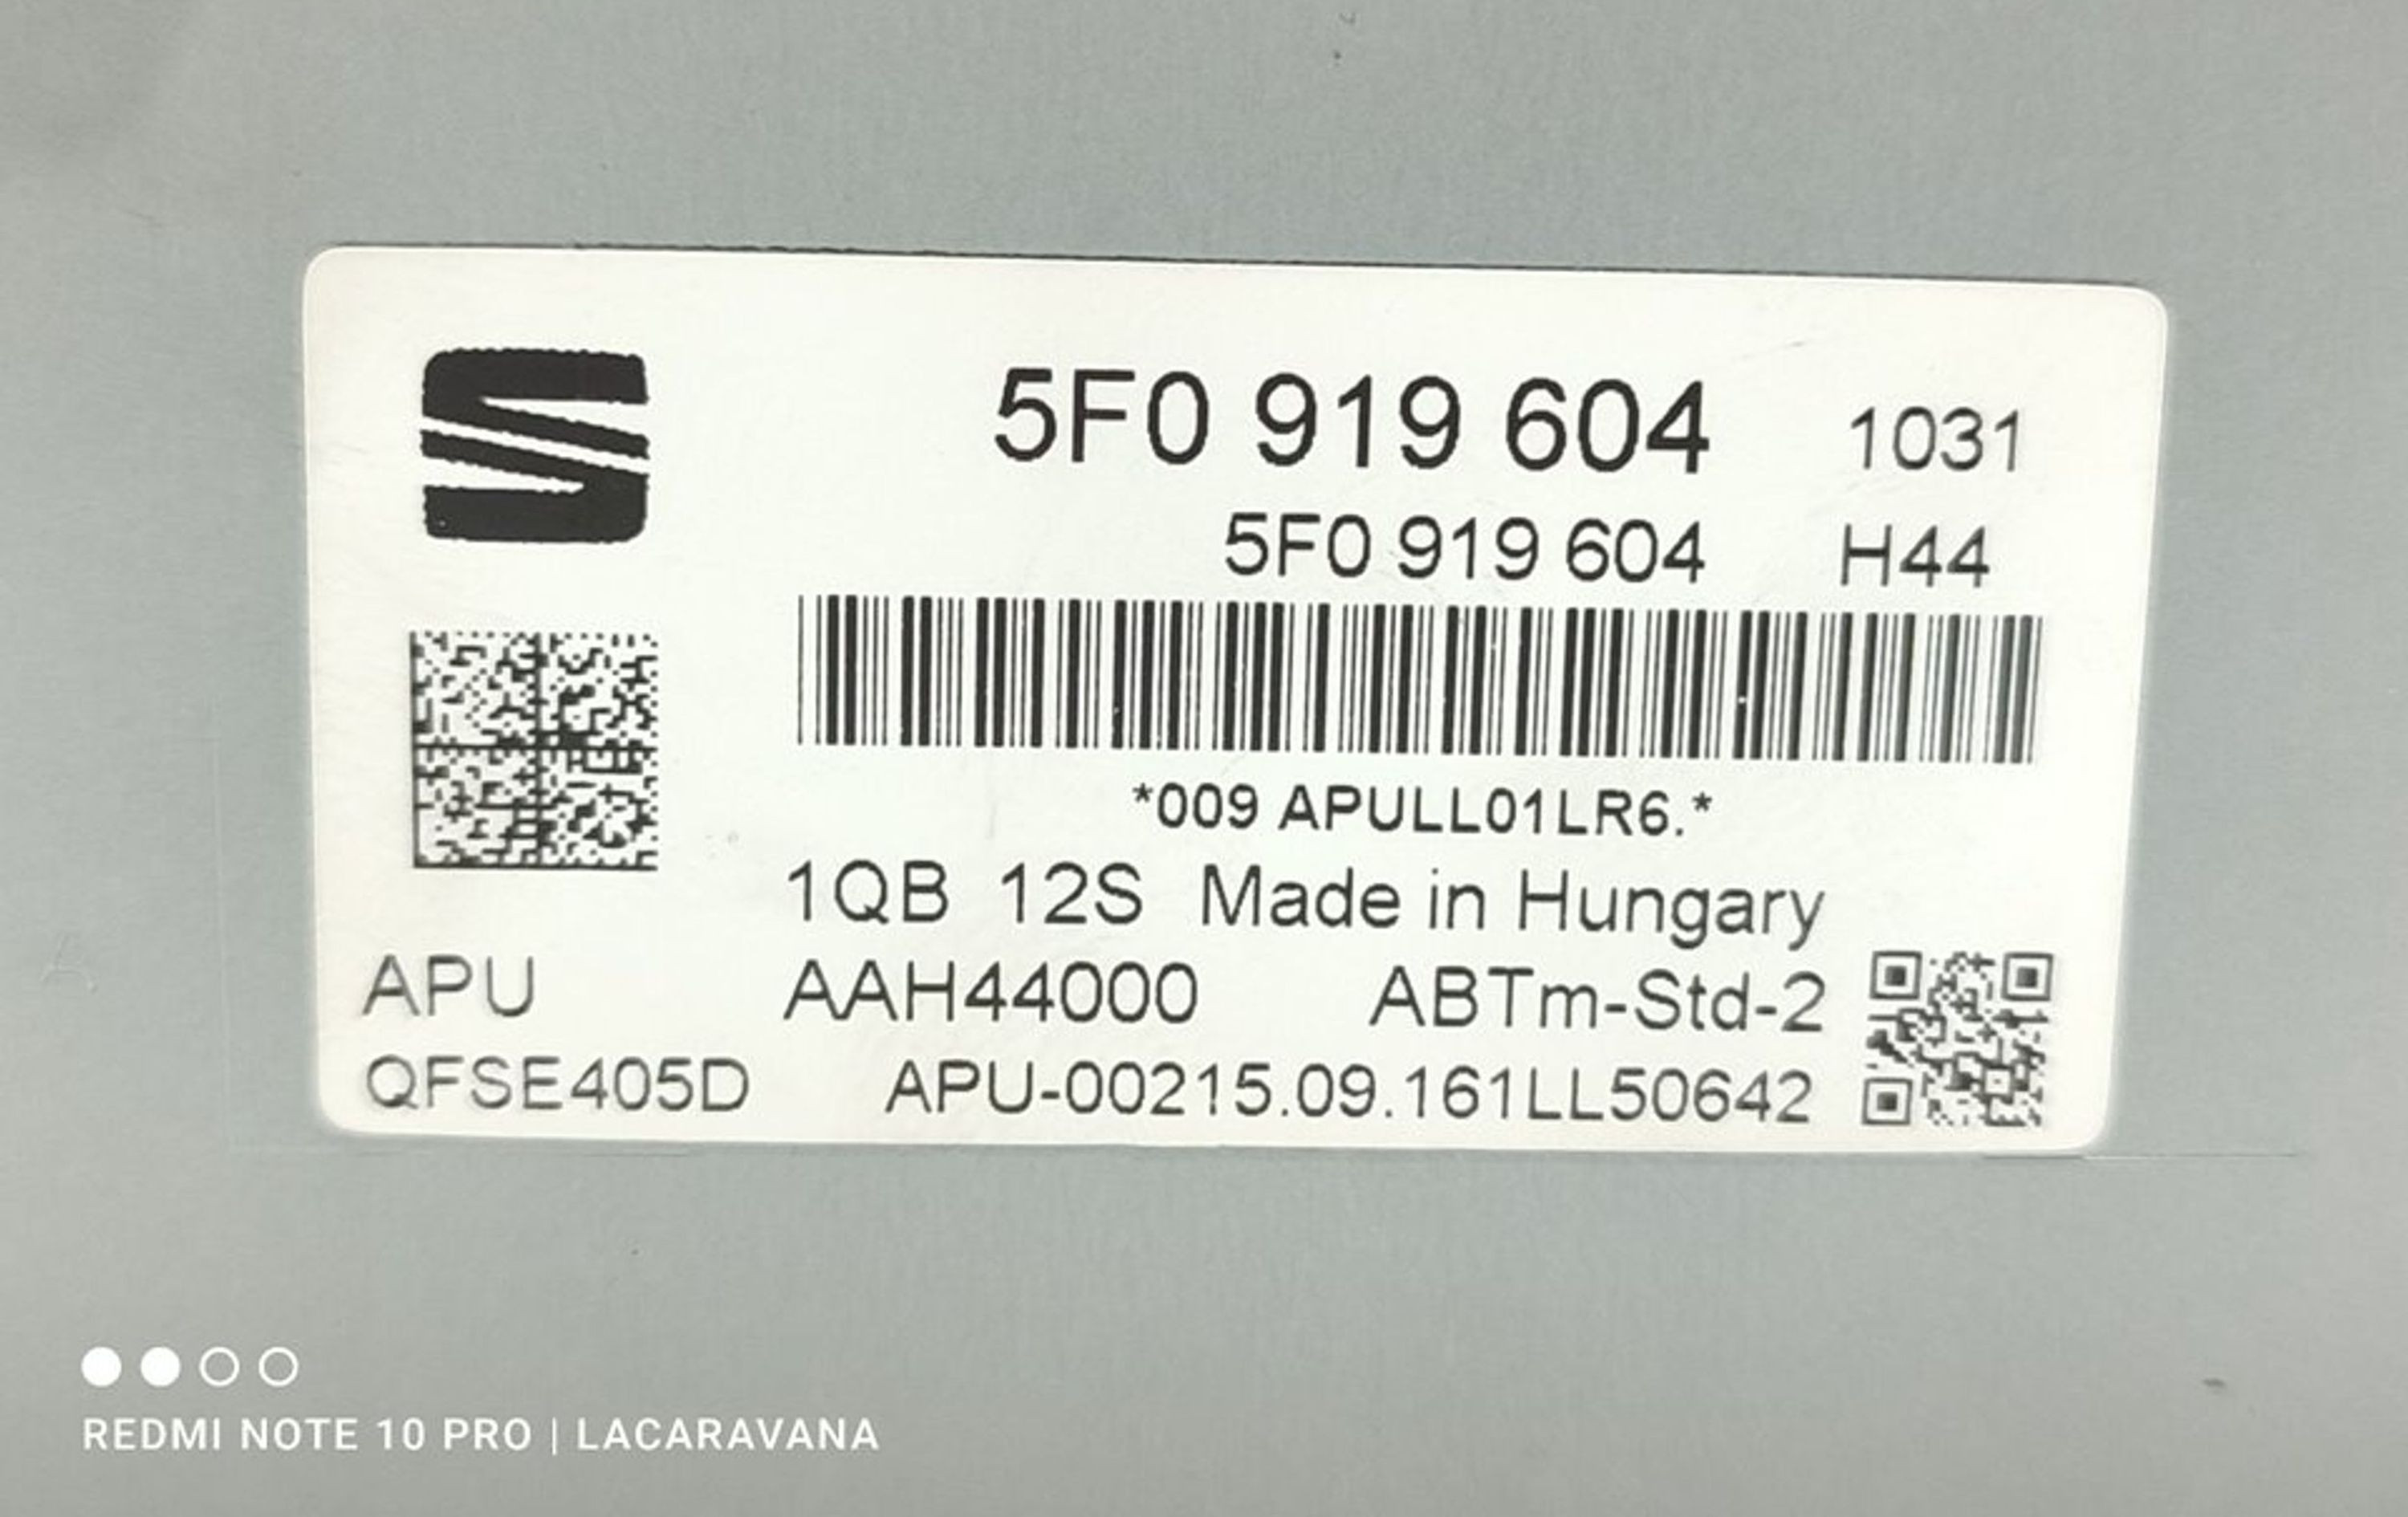 5F0 919 604 1031
5F0 919 604 H44
*009 APULL01LR6.*
1QB 12S Made in Hungary
APU AAH44000 ABTm-Std-2
QFSE405D APU-00215.09.161LL50642
REDMI NOTE 10 PRO | LACARAVANA